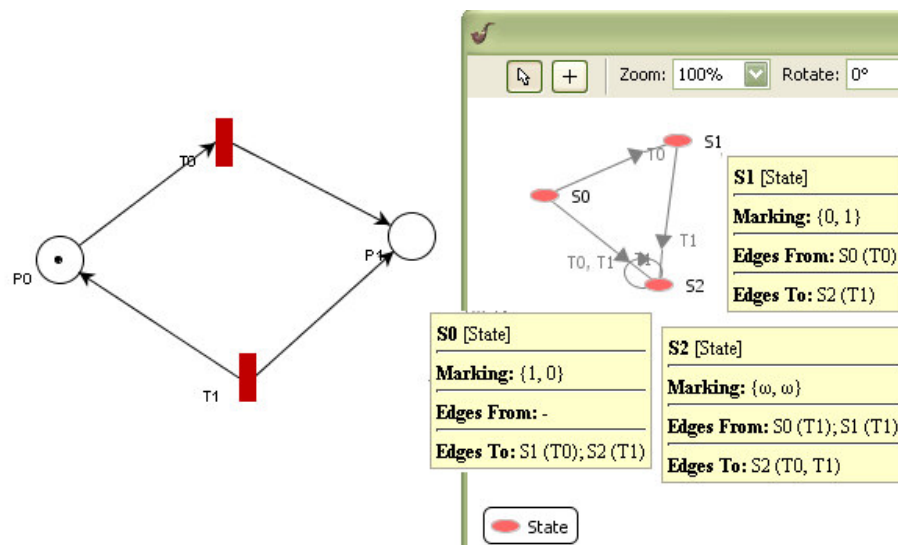 T0
P0
P1
T1
Zoom: 100% Rotate: 0°
S1
T0
S0
T1
T0, T1
S2
S1 [State]
Marking: {0, 1}
Edges From: S0 (T0)
Edges To: S2 (T1)
S0 [State]
Marking: {1, 0}
Edges From: -
Edges To: S1 (T0); S2 (T1)
S2 [State]
Marking: {ω, ω}
Edges From: S0 (T1); S1 (T1)
Edges To: S2 (T0, T1)
State